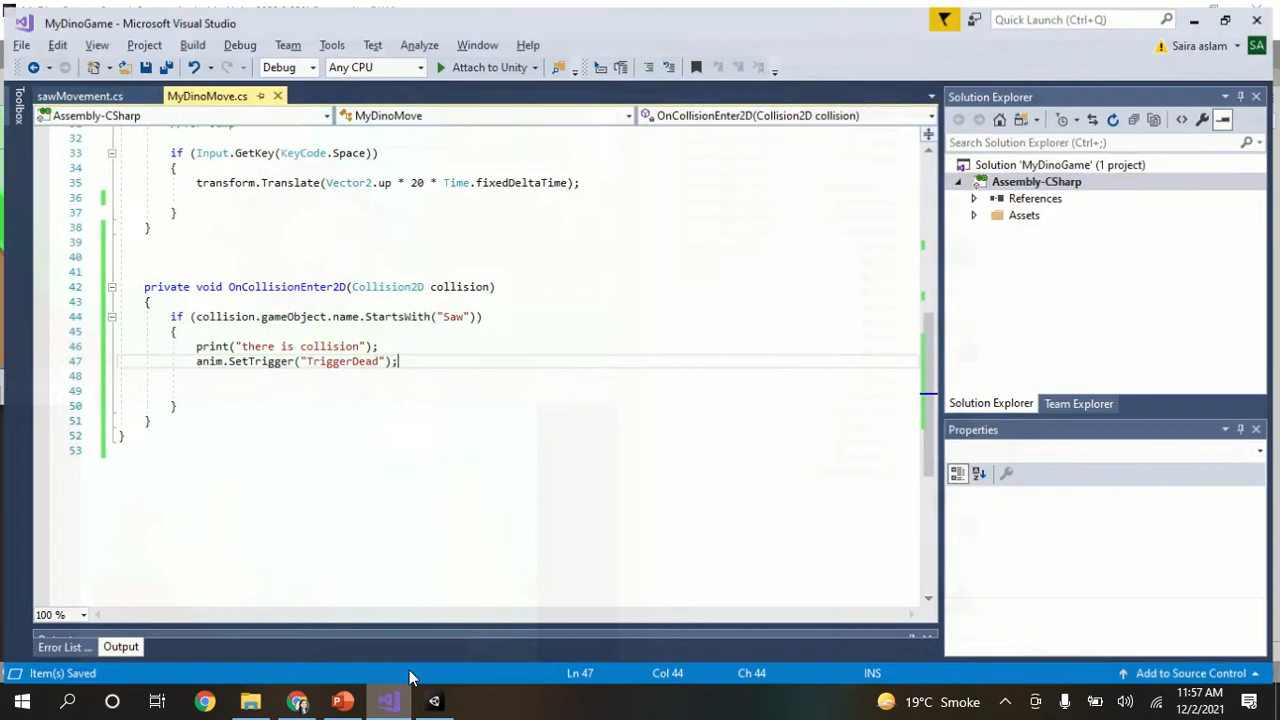 MyDinoGame - Microsoft Visual Studio
Quick Launch (Ctrl+Q)
File Edit View Project Build Debug Team Tools Test Analyze Window Help
Saira aslam SA
Debug Any CPU Attach to Unity
Toolbox
sawMovement.cs MyDinoMove.cs
Assembly-CSharp MyDinoMove OnCollisionEnter2D(Collision2D collision)
32
33 if (Input.GetKey(KeyCode.Space))
34 {
35 transform.Translate(Vector2.up * 20 * Time.fixedDeltaTime);
36
37 }
38 }
39
40
41
42 private void OnCollisionEnter2D(Collision2D collision)
43 {
44 if (collision.gameObject.name.StartsWith("Saw"))
45 {
46 print("there is collision");
47 anim.SetTrigger("TriggerDead");
48
49
50 }
51 }
52 }
53
100 %
Error List ... Output
Solution Explorer
Search Solution Explorer (Ctrl+;)
Solution 'MyDinoGame' (1 project)
Assembly-CSharp
References
Assets
Solution Explorer Team Explorer
Properties
Item(s) Saved Ln 47 Col 44 Ch 44 INS Add to Source Control
19°C Smoke
11:57 AM
12/2/2021